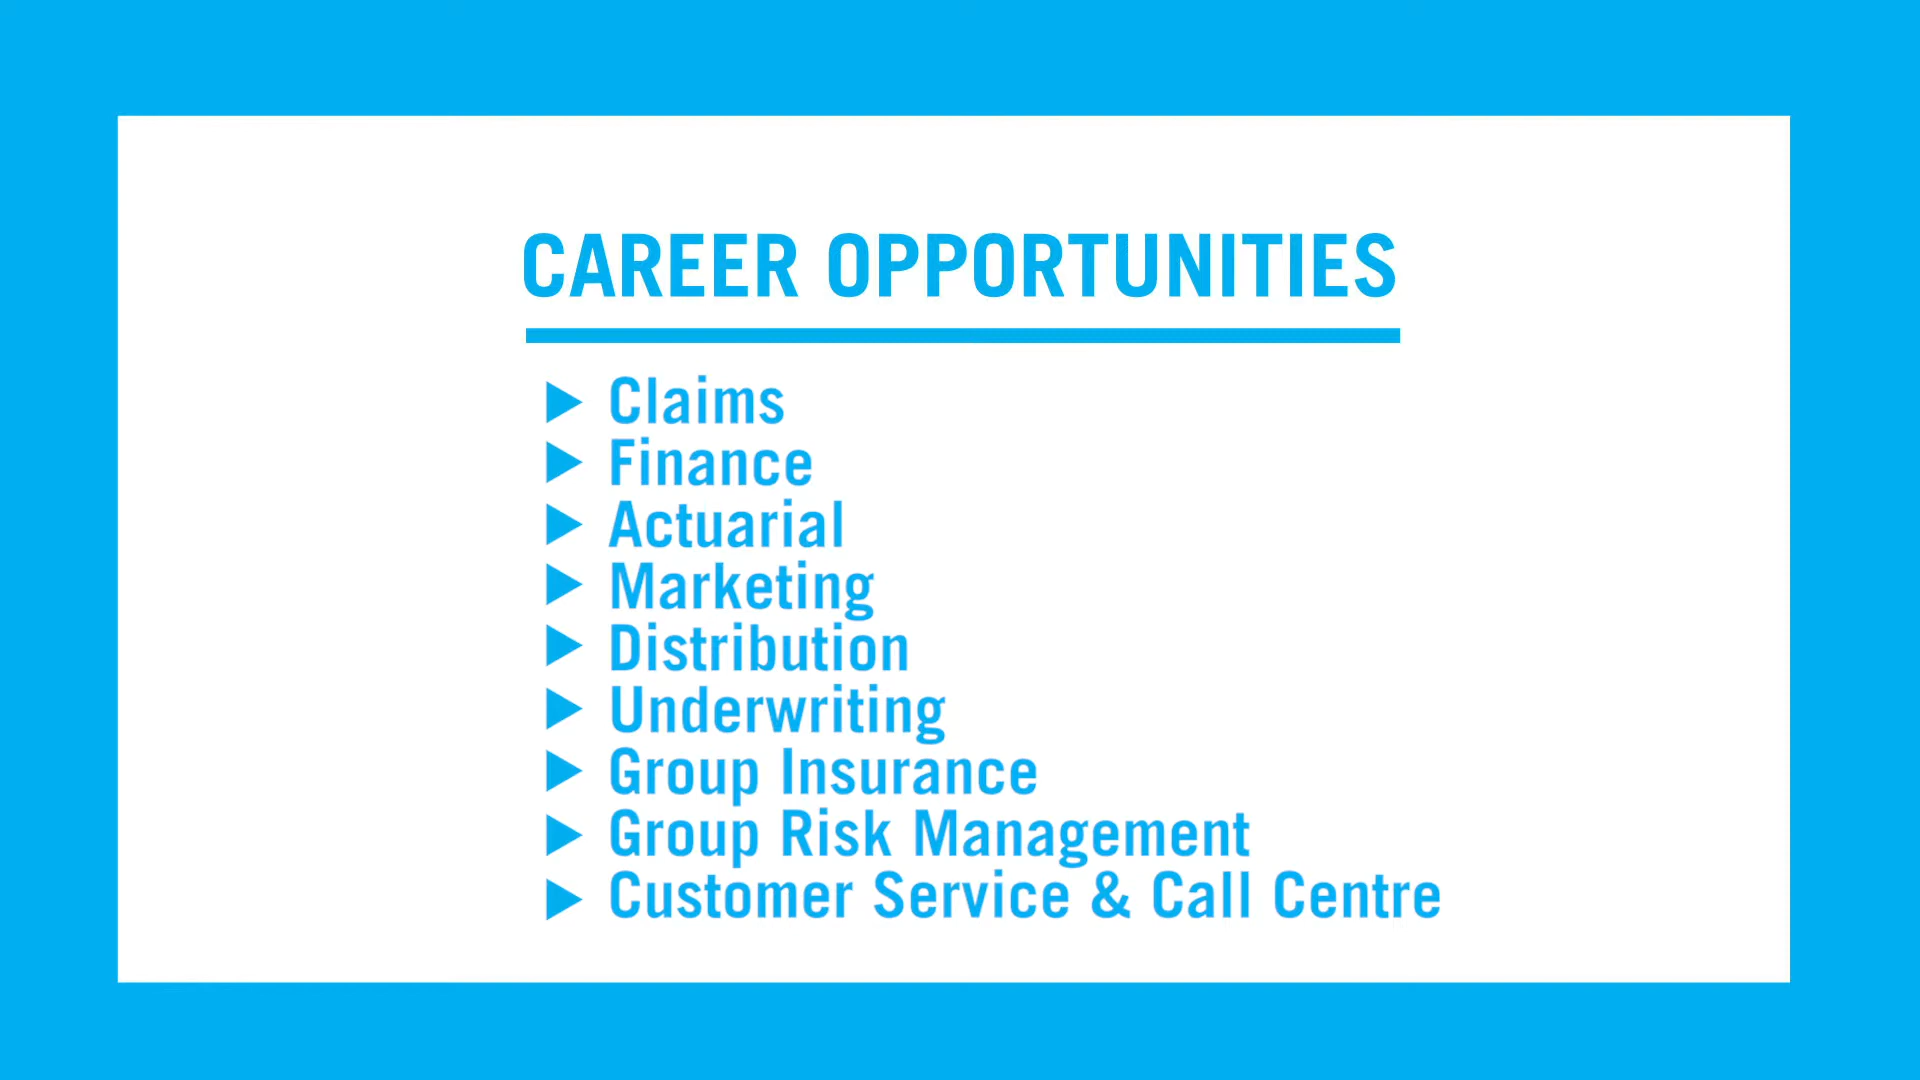 CAREER OPPORTUNITIES
Claims
Finance
Actuarial
Marketing
Distribution
Underwriting
Group Insurance
Group Risk Management
Customer Service & Call Centre